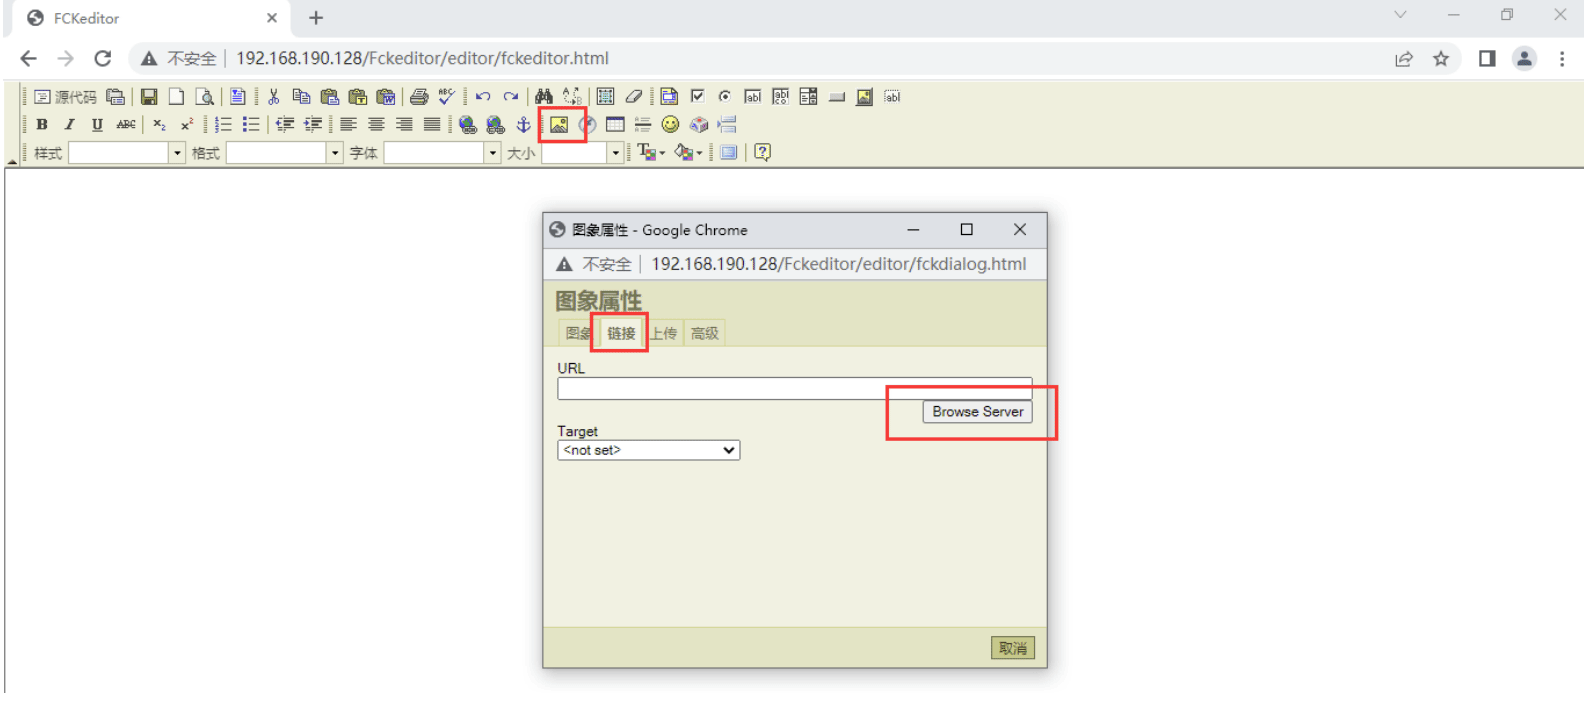 FCKeditor
不安全 192.168.190.128/Fckeditor/editor/fckeditor.html
源代码
样式 格式 字体 大小
图象属性 - Google Chrome
不安全 192.168.190.128/Fckeditor/editor/fckdialog.html
图象属性
图象 链接 上传 高级
URL
Browse Server
Target
<not set>
取消